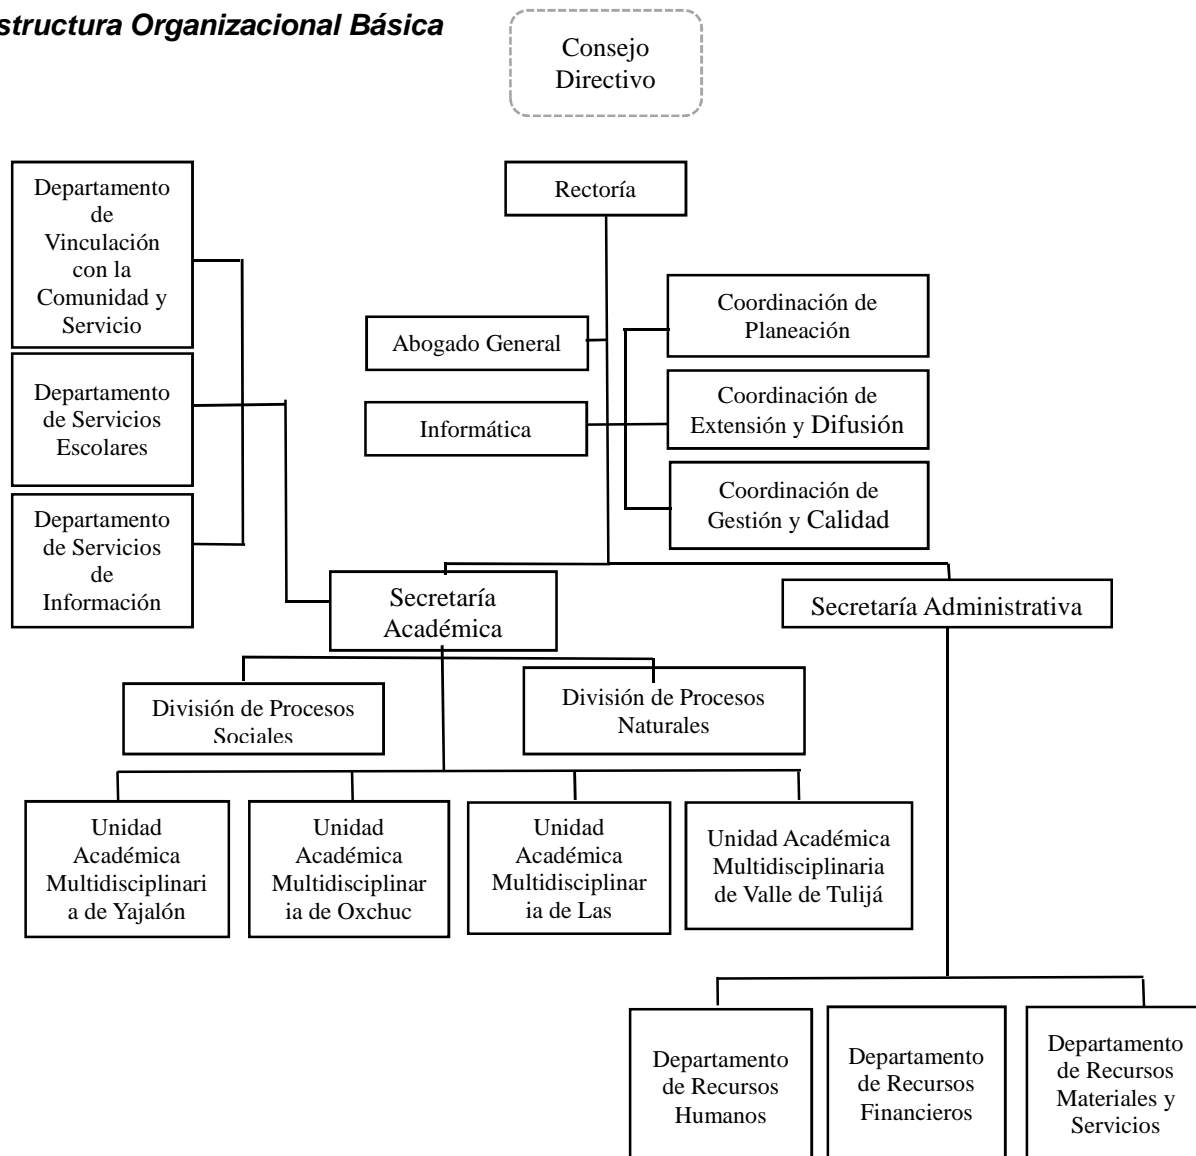 structura Organizacional Básica
Consejo
Directivo
Departamento
de
Vinculación
con la
Comunidad y
Servicio
Rectoría
Coordinación de
Planeación
Abogado General
Departamento
de Servicios
Escolares
Informática
Coordinación de
Extensión y Difusión
Coordinación de
Gestión y Calidad
Departamento
de Servicios
de
Información
Secretaría
Académica
Secretaría Administrativa
División de Procesos
Sociales
División de Procesos
Naturales
Unidad
Académica
Multidisciplinari
a de Yajalón
Unidad
Académica
Multidisciplinar
ia de Oxchuc
Unidad
Académica
Multidisciplinar
ia de Las
Unidad Académica
Multidisciplinaria
de Valle de Tulijá
Departamento
de Recursos
Humanos
Departamento
de Recursos
Financieros
Departamento
de Recursos
Materiales y
Servicios